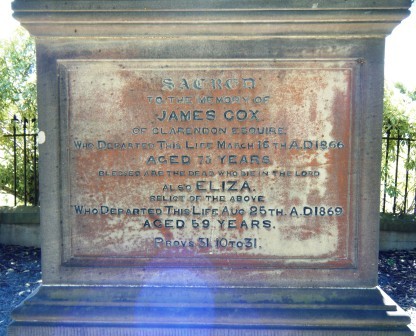 SACRED
TO THE MEMORY OF
JAMES COX
OF CLARENDON ESQUIRE
WHO DEPARTED THIS LIFE MARCH 16TH A.D 1866
AGED 75 YEARS
BLESSED ARE THE DEAD WHO DIE IN THE LORD
ALSO ELIZA.
RELICT OF THE ABOVE
WHO DEPARTED THIS LIFE AUG 25TH. A.D 1869
AGED 59 YEARS.
PROVS 31. 10 TO 31.